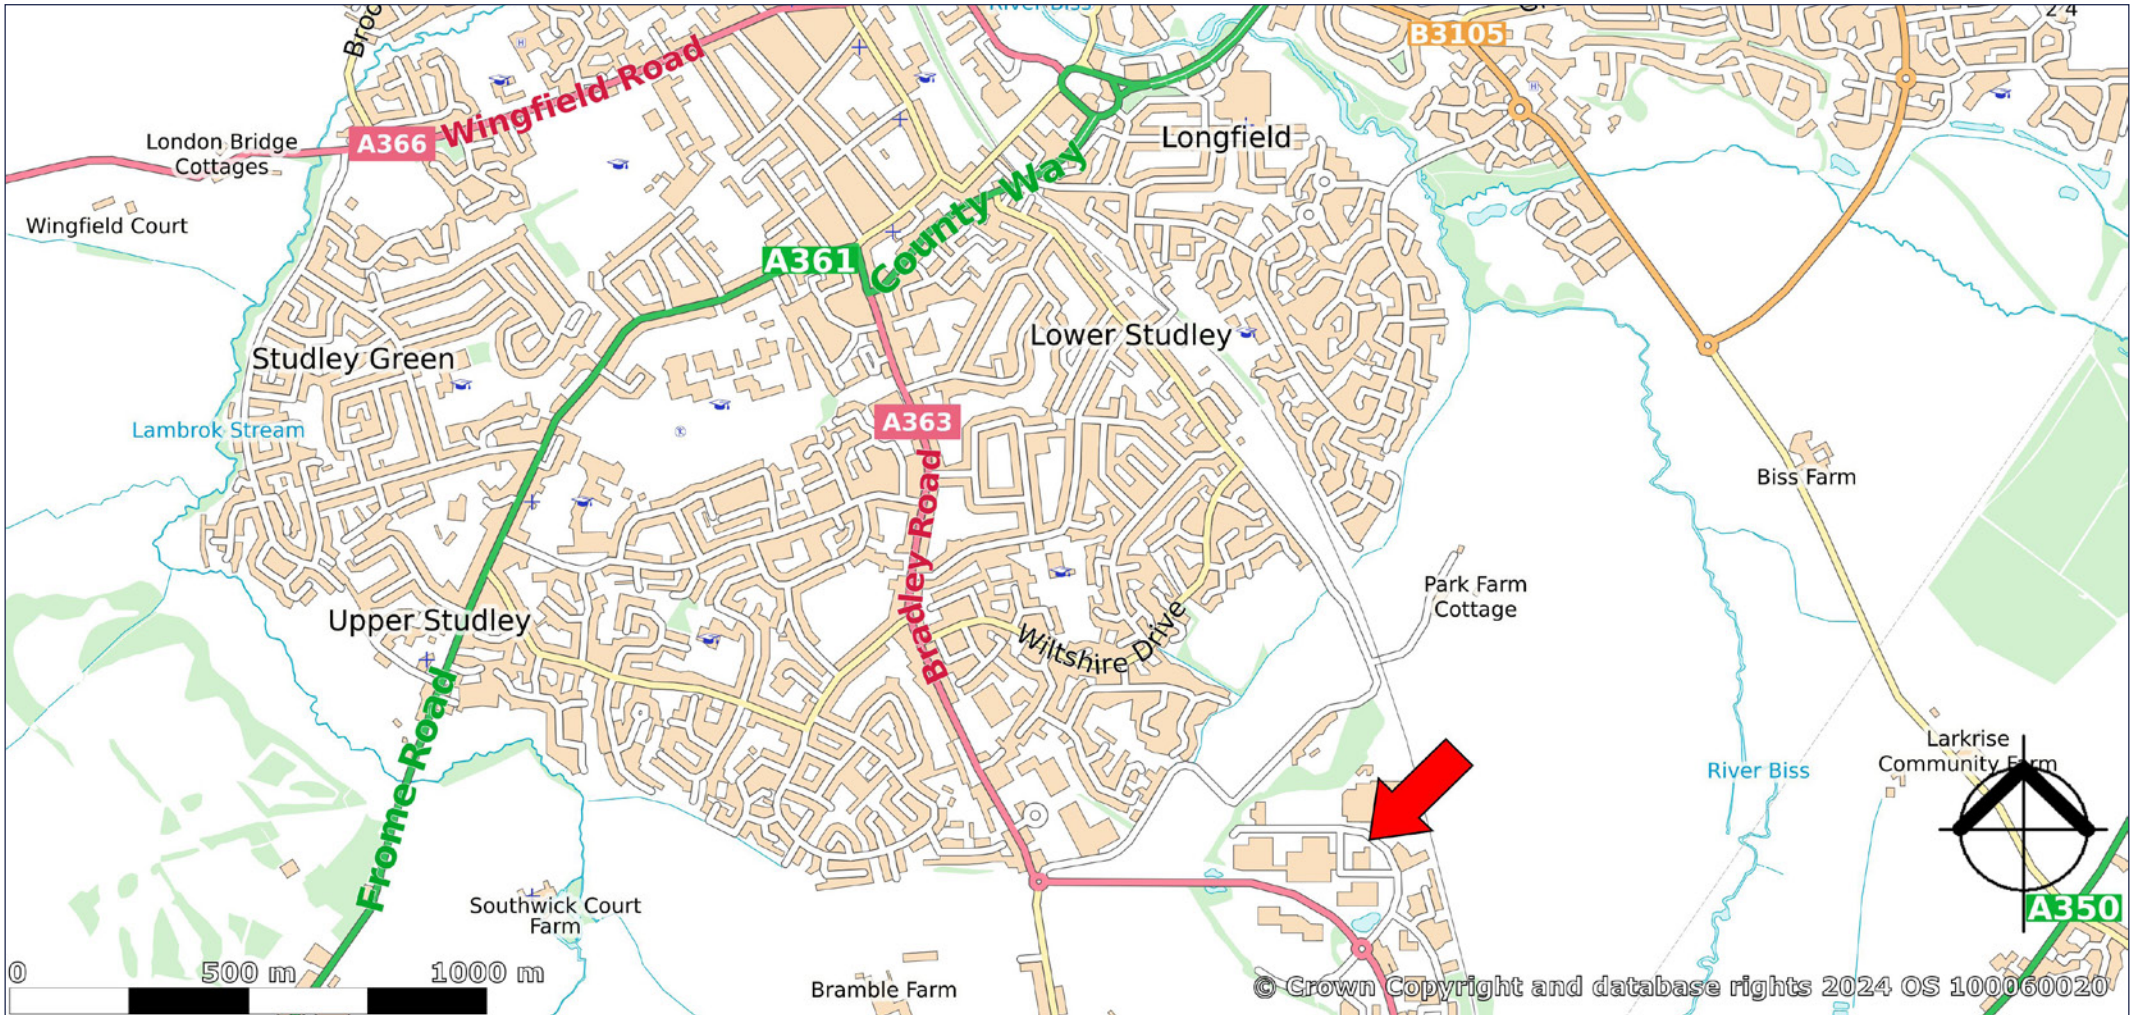 River Biss
B3105
Wingfield Road
A366
London Bridge
Cottages
Longfield
Wingfield Court
County Way
A361
Lower Studley
Studley Green
A363
Lambrok Stream
Bradley Road
Biss Farm
Park Farm
Cottage
Upper Studley
Wiltshire Drive
Frome Road
Larkrise
Community Farm
River Biss
Southwick Court
Farm
A350
0 500 m 1000 m
Bramble Farm
© Crown Copyright and database rights 2024 OS 100060020